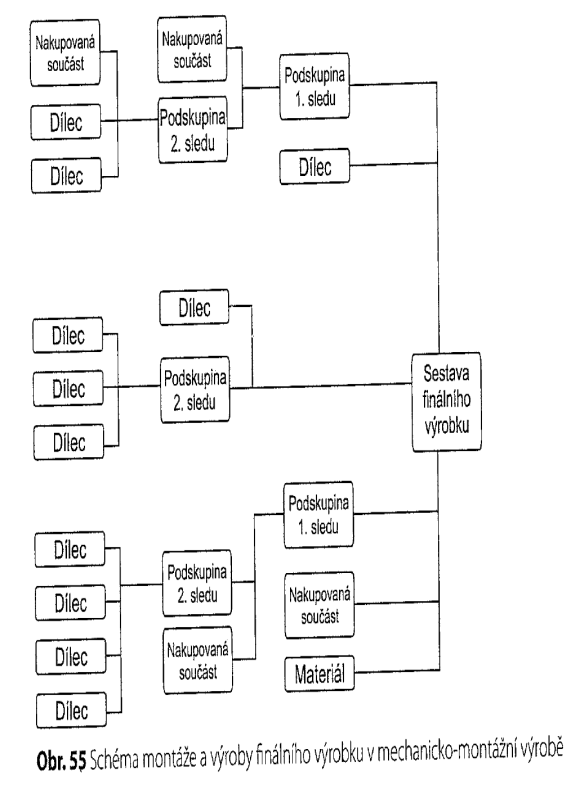 Nakupovaná
součást
Dílec
Dílec
Nakupovaná
součást
Podskupina
2. sledu
Podskupina
1. sledu
Dílec
Dílec
Dílec
Dílec
Dílec
Podskupina
2. sledu
Sestava
finálního
výrobku
Dílec
Dílec
Dílec
Dílec
Podskupina
2. sledu
Nakupovaná
součást
Podskupina
1. sledu
Nakupovaná
součást
Materiál
Obr. 55 Schéma montáže a výroby finálního výrobku v mechanicko-montážní výrobě